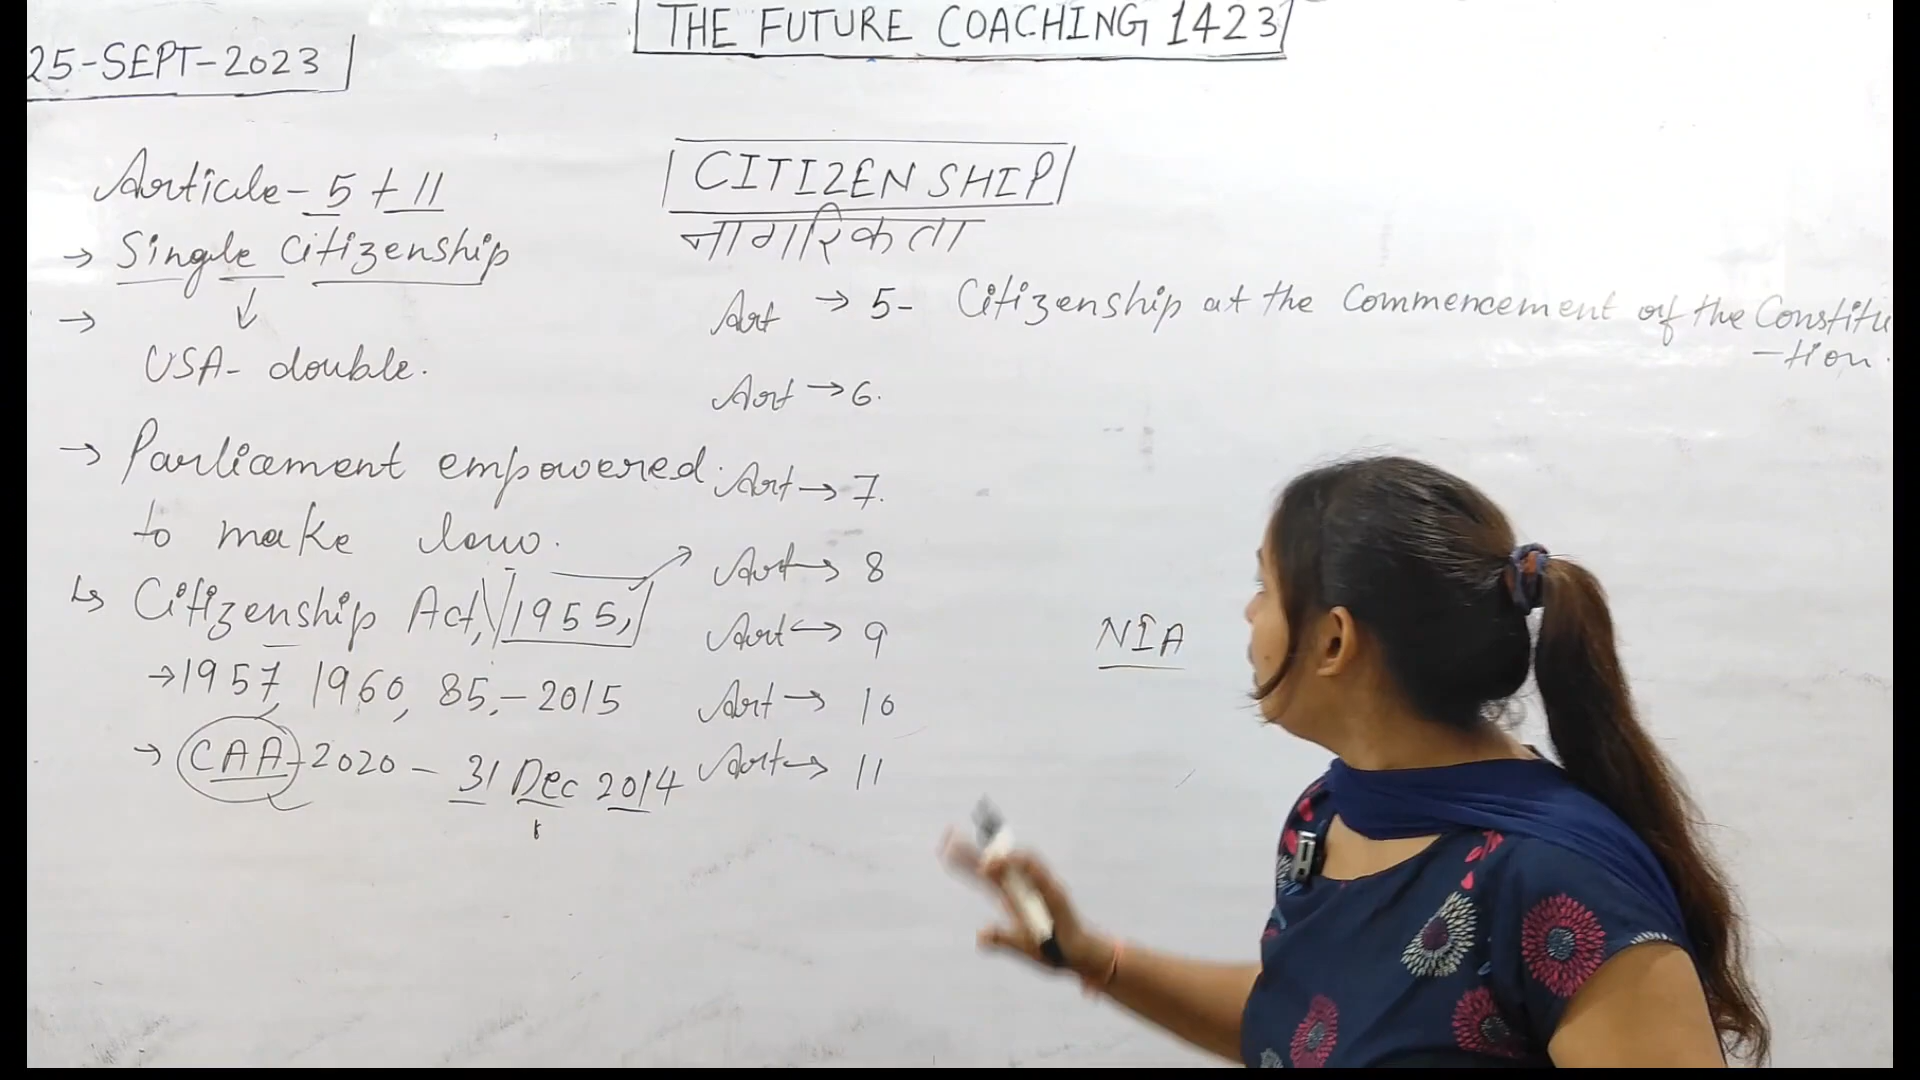 THE FUTURE COACHING 1423
25-SEPT-2023
CITIZENSHIP
नागरिकता
Article - 5 + 11
→ Single Citizenship
↓
→
USA - double.
→ Parliament empowered
to make law.
↳ Citizenship Act, 1955,
→ 1957, 1960, 85, - 2015
→ CAA - 2020 - 31 Dec 2014
Art → 5 - Citizenship at the Commencement of the Constitu
-tion.
Art → 6.
Art → 7.
Art → 8
Art → 9
Art → 10
Art → 11
NIA